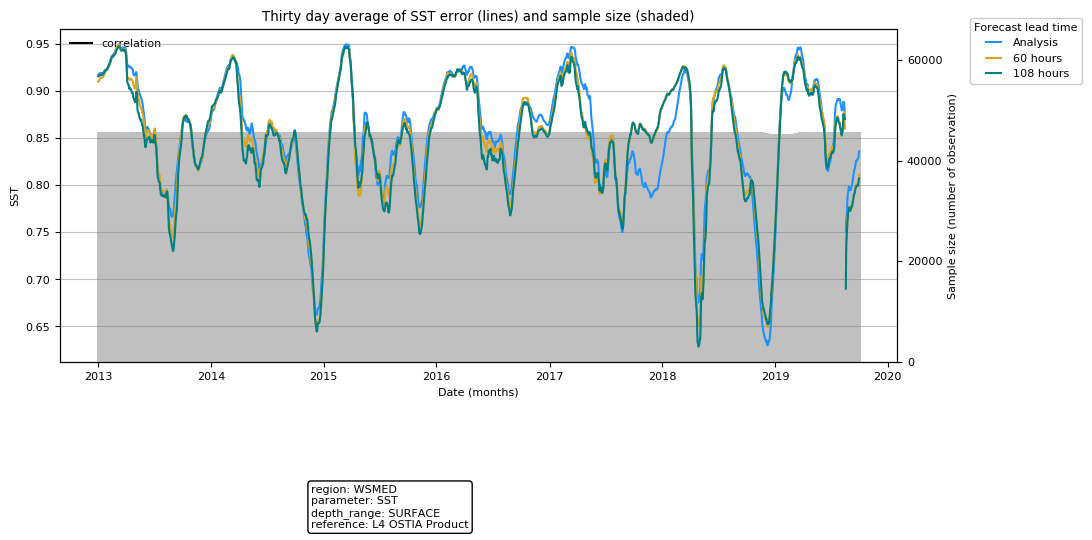 Thirty day average of SST error (lines) and sample size (shaded)
Forecast lead time
Analysis
60 hours
108 hours
correlation
0.95
0.90
0.85
0.80
0.75
0.70
0.65
SST
60000
40000
20000
0
Sample size (number of observation)
2013 2014 2015 2016 2017 2018 2019 2020
Date (months)
region: WSMED
parameter: SST
depth_range: SURFACE
reference: L4 OSTIA Product